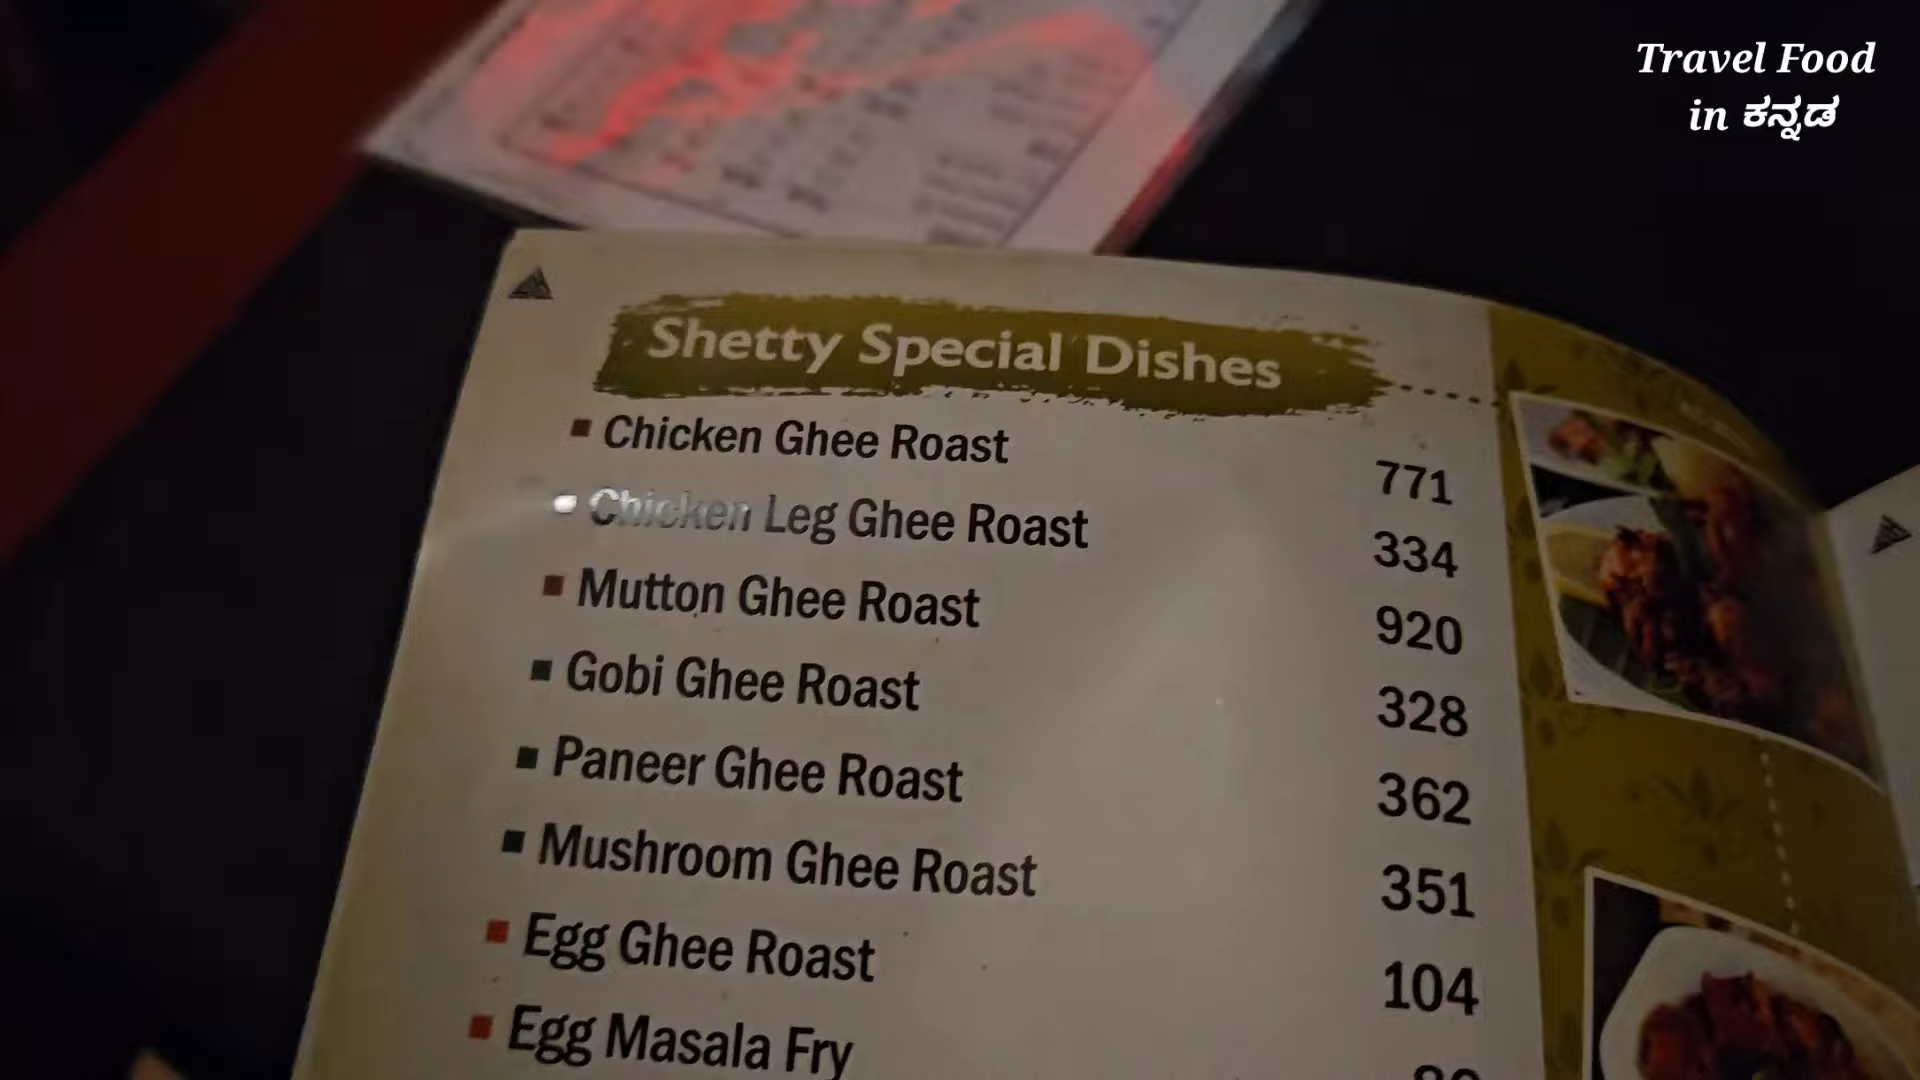 Travel Food
in ಕನ್ನಡ
Shetty Special Dishes
Chicken Ghee Roast 771
Chicken Leg Ghee Roast 334
Mutton Ghee Roast 920
Gobi Ghee Roast 328
Paneer Ghee Roast 362
Mushroom Ghee Roast 351
Egg Ghee Roast 104
Egg Masala Fry